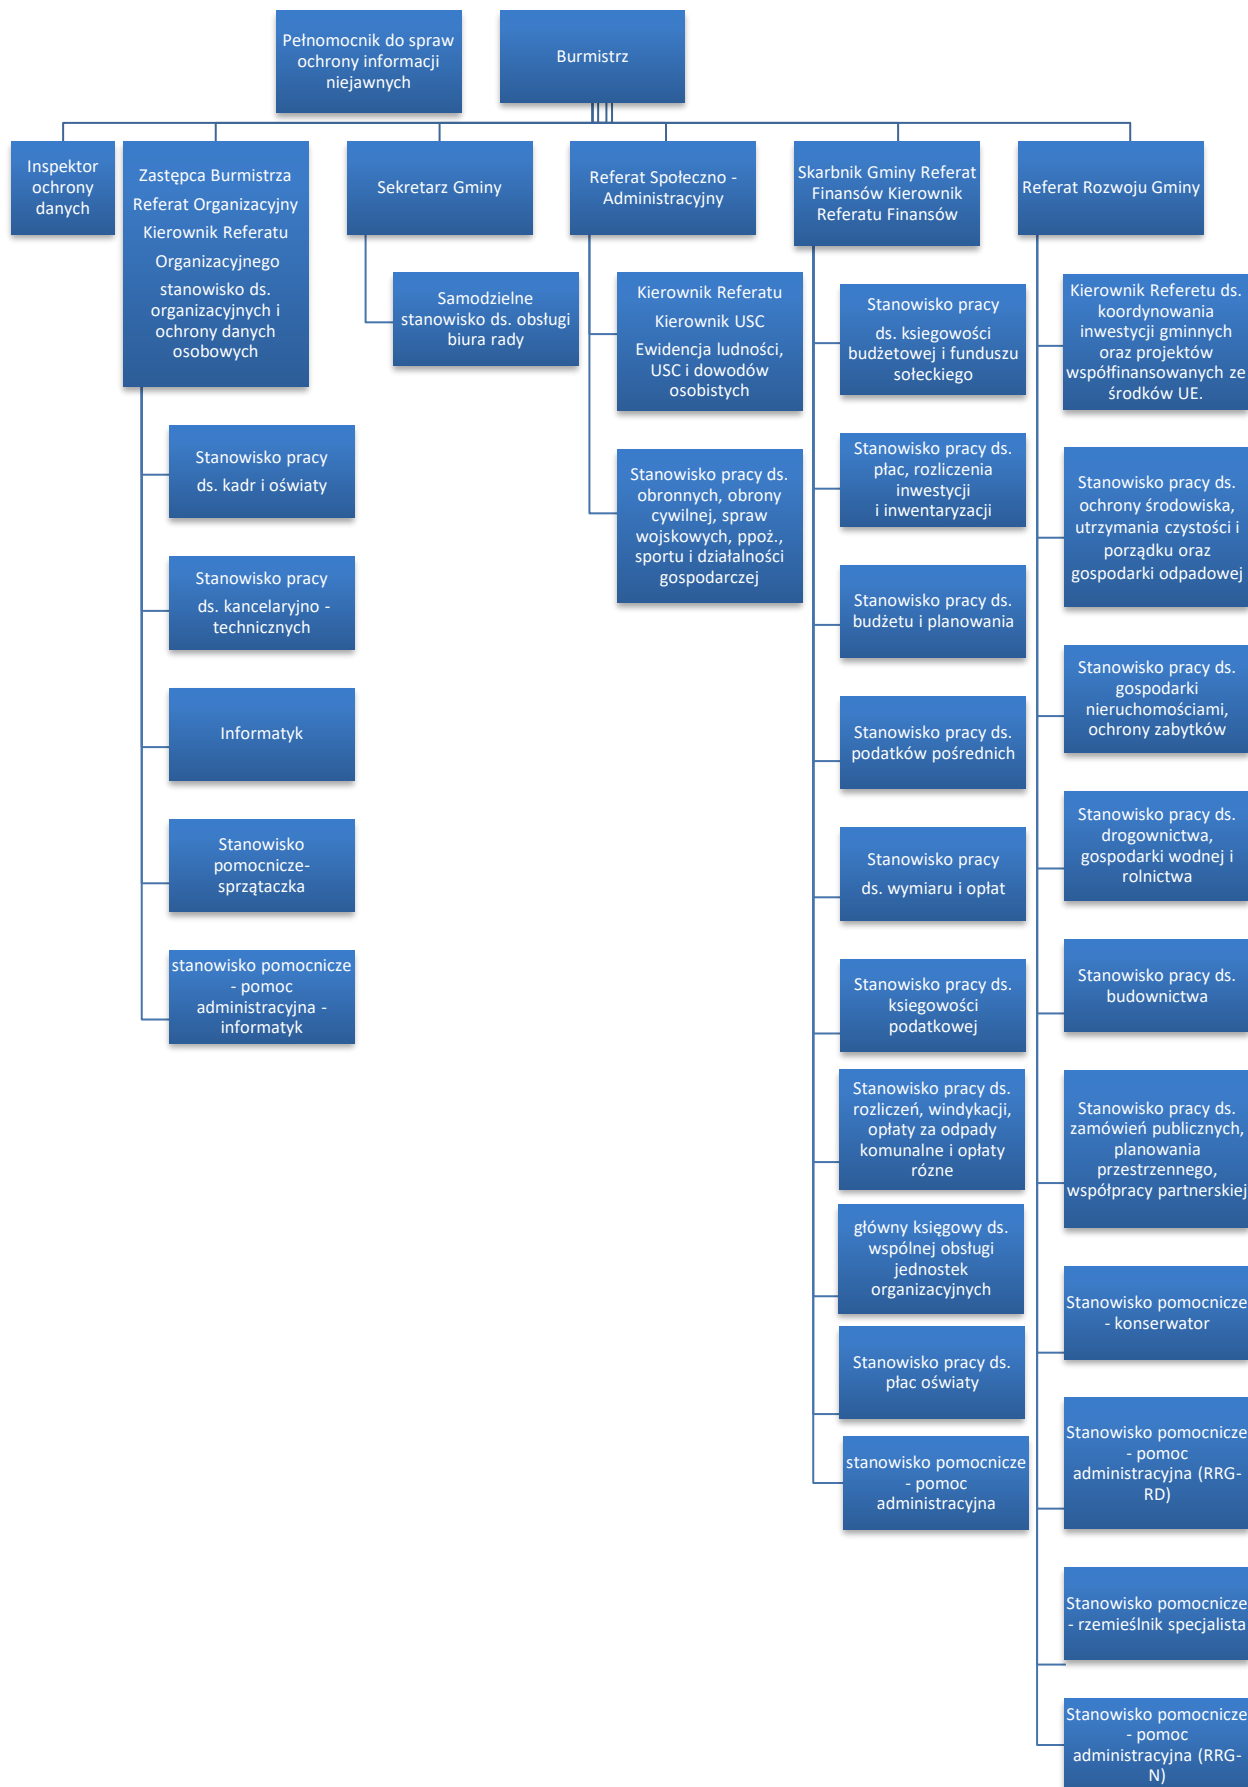 Pełnomocnik do spraw
ochrony informacji
niejawnych
Burmistrz
Inspektor
ochrony
danych
Zastępca Burmistrza
Referat Organizacyjny
Kierownik Referatu
Organizacyjnego
stanowisko ds.
organizacyjnych i
ochrony danych
osobowych
Stanowisko pracy
ds. kadr i oświaty
Stanowisko pracy
ds. kancelaryjno -
technicznych
Informatyk
Stanowisko
pomocnicze-
sprzątaczka
stanowisko pomocnicze
- pomoc
administracyjna -
informatyk
Sekretarz Gminy
Samodzielne
stanowisko ds. obsługi
biura rady
Referat Społeczno -
Administracyjny
Kierownik Referatu
Kierownik USC
Ewidencja ludności,
USC i dowodów
osobistych
Stanowisko pracy ds.
obronnych, obrony
cywilnej, spraw
wojskowych, ppoż.,
sportu i działalności
gospodarczej
Skarbnik Gminy Referat
Finansów Kierownik
Referatu Finansów
Stanowisko pracy
ds. ksiegowości
budżetowej i funduszu
sołeckiego
Stanowisko pracy ds.
płac, rozliczenia
inwestycji
i inwentaryzacji
Stanowisko pracy ds.
budżetu i planowania
Stanowisko pracy ds.
podatków pośrednich
Stanowisko pracy
ds. wymiaru i opłat
Stanowisko pracy ds.
ksiegowości
podatkowej
Stanowisko pracy ds.
rozliczeń, windykacji,
opłaty za odpady
komunalne i opłaty
rózne
główny księgowy ds.
wspólnej obsługi
jednostek
organizacyjnych
Stanowisko pracy ds.
płac oświaty
stanowisko pomocnicze
- pomoc
administracyjna
Referat Rozwoju Gminy
Kierownik Referetu ds.
koordynowania
inwestycji gminnych
oraz projektów
współfinansowanych ze
środków UE.
Stanowisko pracy ds.
ochrony środowiska,
utrzymania czystości i
porządku oraz
gospodarki odpadowej
Stanowisko pracy ds.
gospodarki
nieruchomościami,
ochrony zabytków
Stanowisko pracy ds.
drogownictwa,
gospodarki wodnej i
rolnictwa
Stanowisko pracy ds.
budownictwa
Stanowisko pracy ds.
zamówień publicznych,
planowania
przestrzennego,
współpracy partnerskiej
Stanowisko pomocnicze
- konserwator
Stanowisko pomocnicze
- pomoc
administracyjna (RRG-
RD)
Stanowisko pomocnicze
- rzemieślnik specjalista
Stanowisko pomocnicze
- pomoc
administracyjna (RRG-
N)